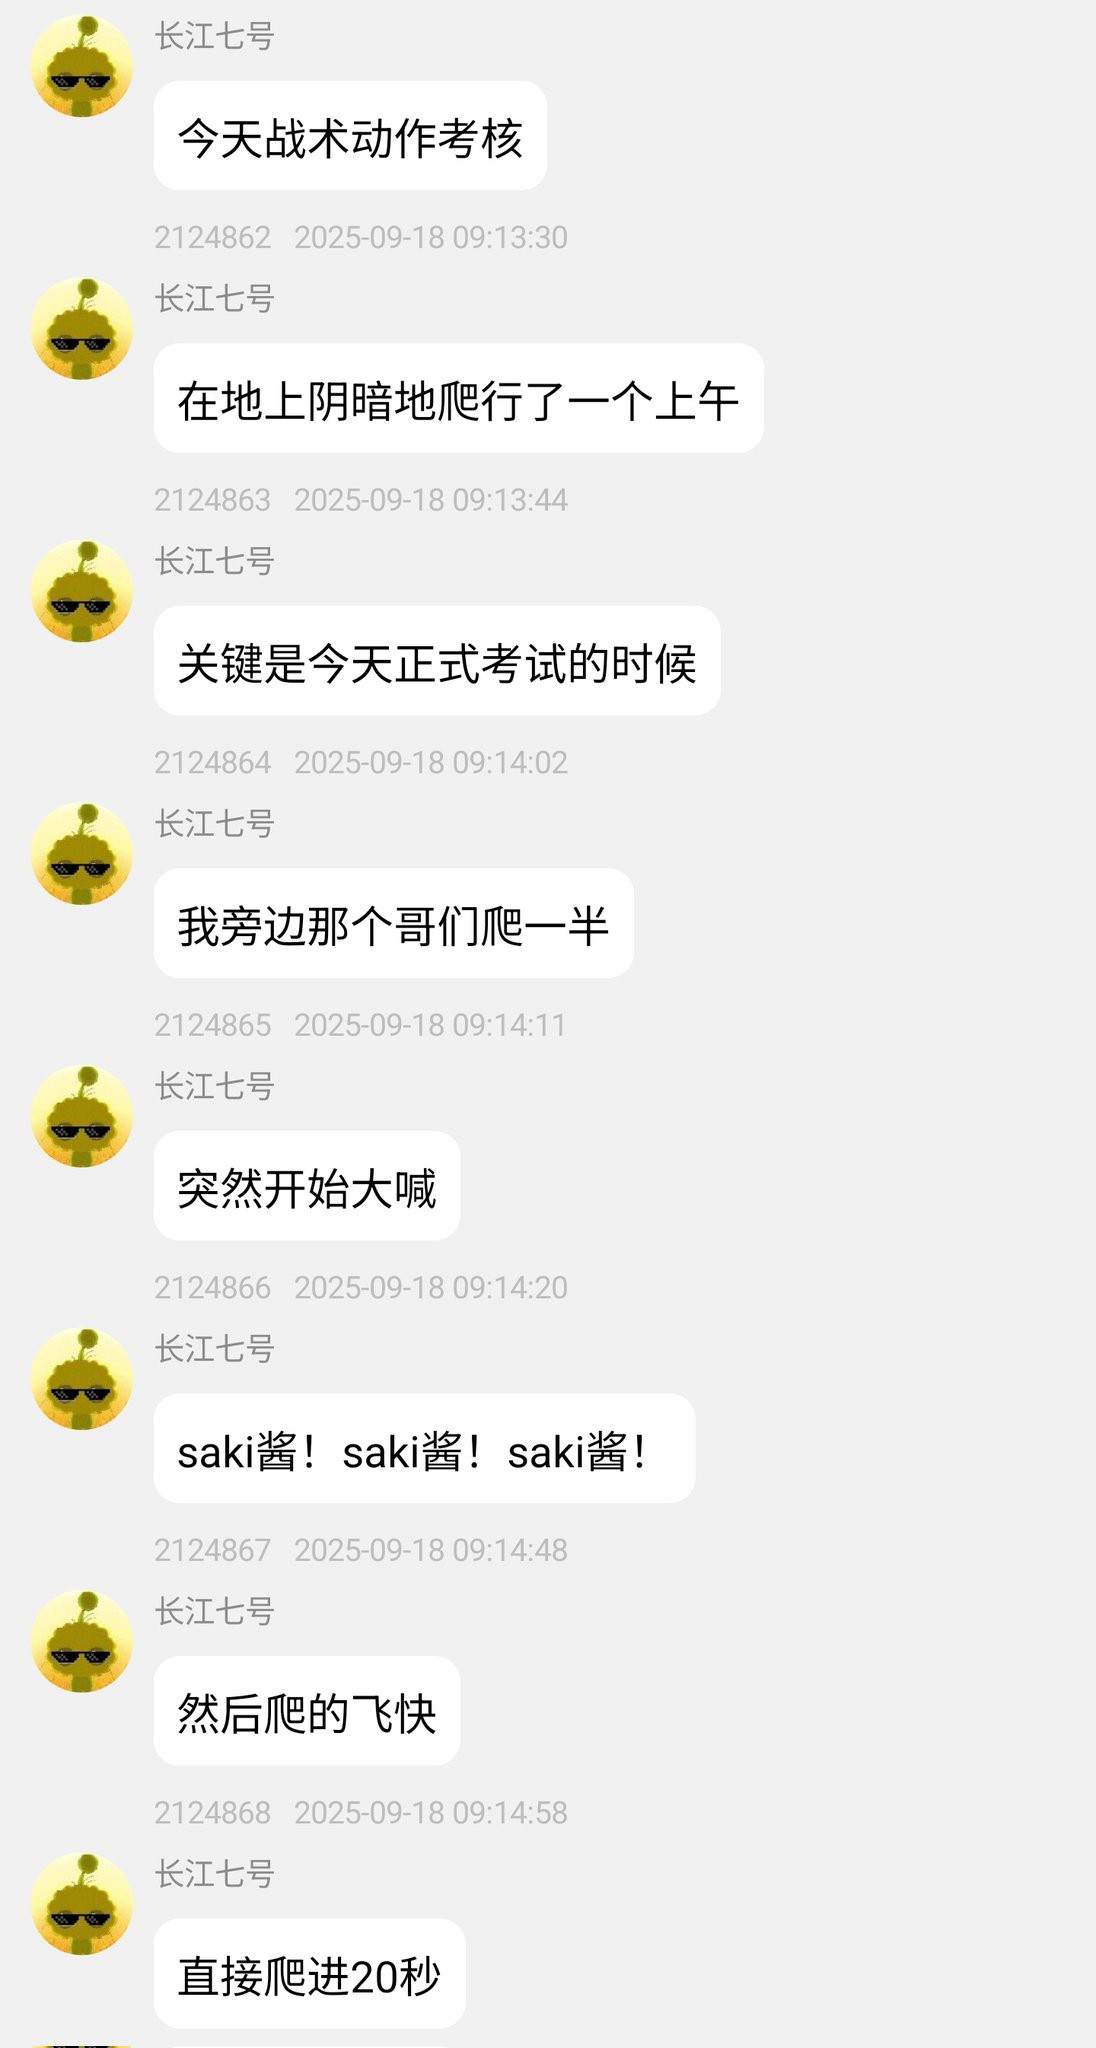 长江七号
今天战术动作考核
2124862 2025-09-18 09:13:30
长江七号
在地上阴暗地爬行了一个上午
2124863 2025-09-18 09:13:44
长江七号
关键是今天正式考试的时候
2124864 2025-09-18 09:14:02
长江七号
我旁边那个哥们爬一半
2124865 2025-09-18 09:14:11
长江七号
突然开始大喊
2124866 2025-09-18 09:14:20
长江七号
saki酱！saki酱！saki酱！
2124867 2025-09-18 09:14:48
长江七号
然后爬的飞快
2124868 2025-09-18 09:14:58
长江七号
直接爬进20秒